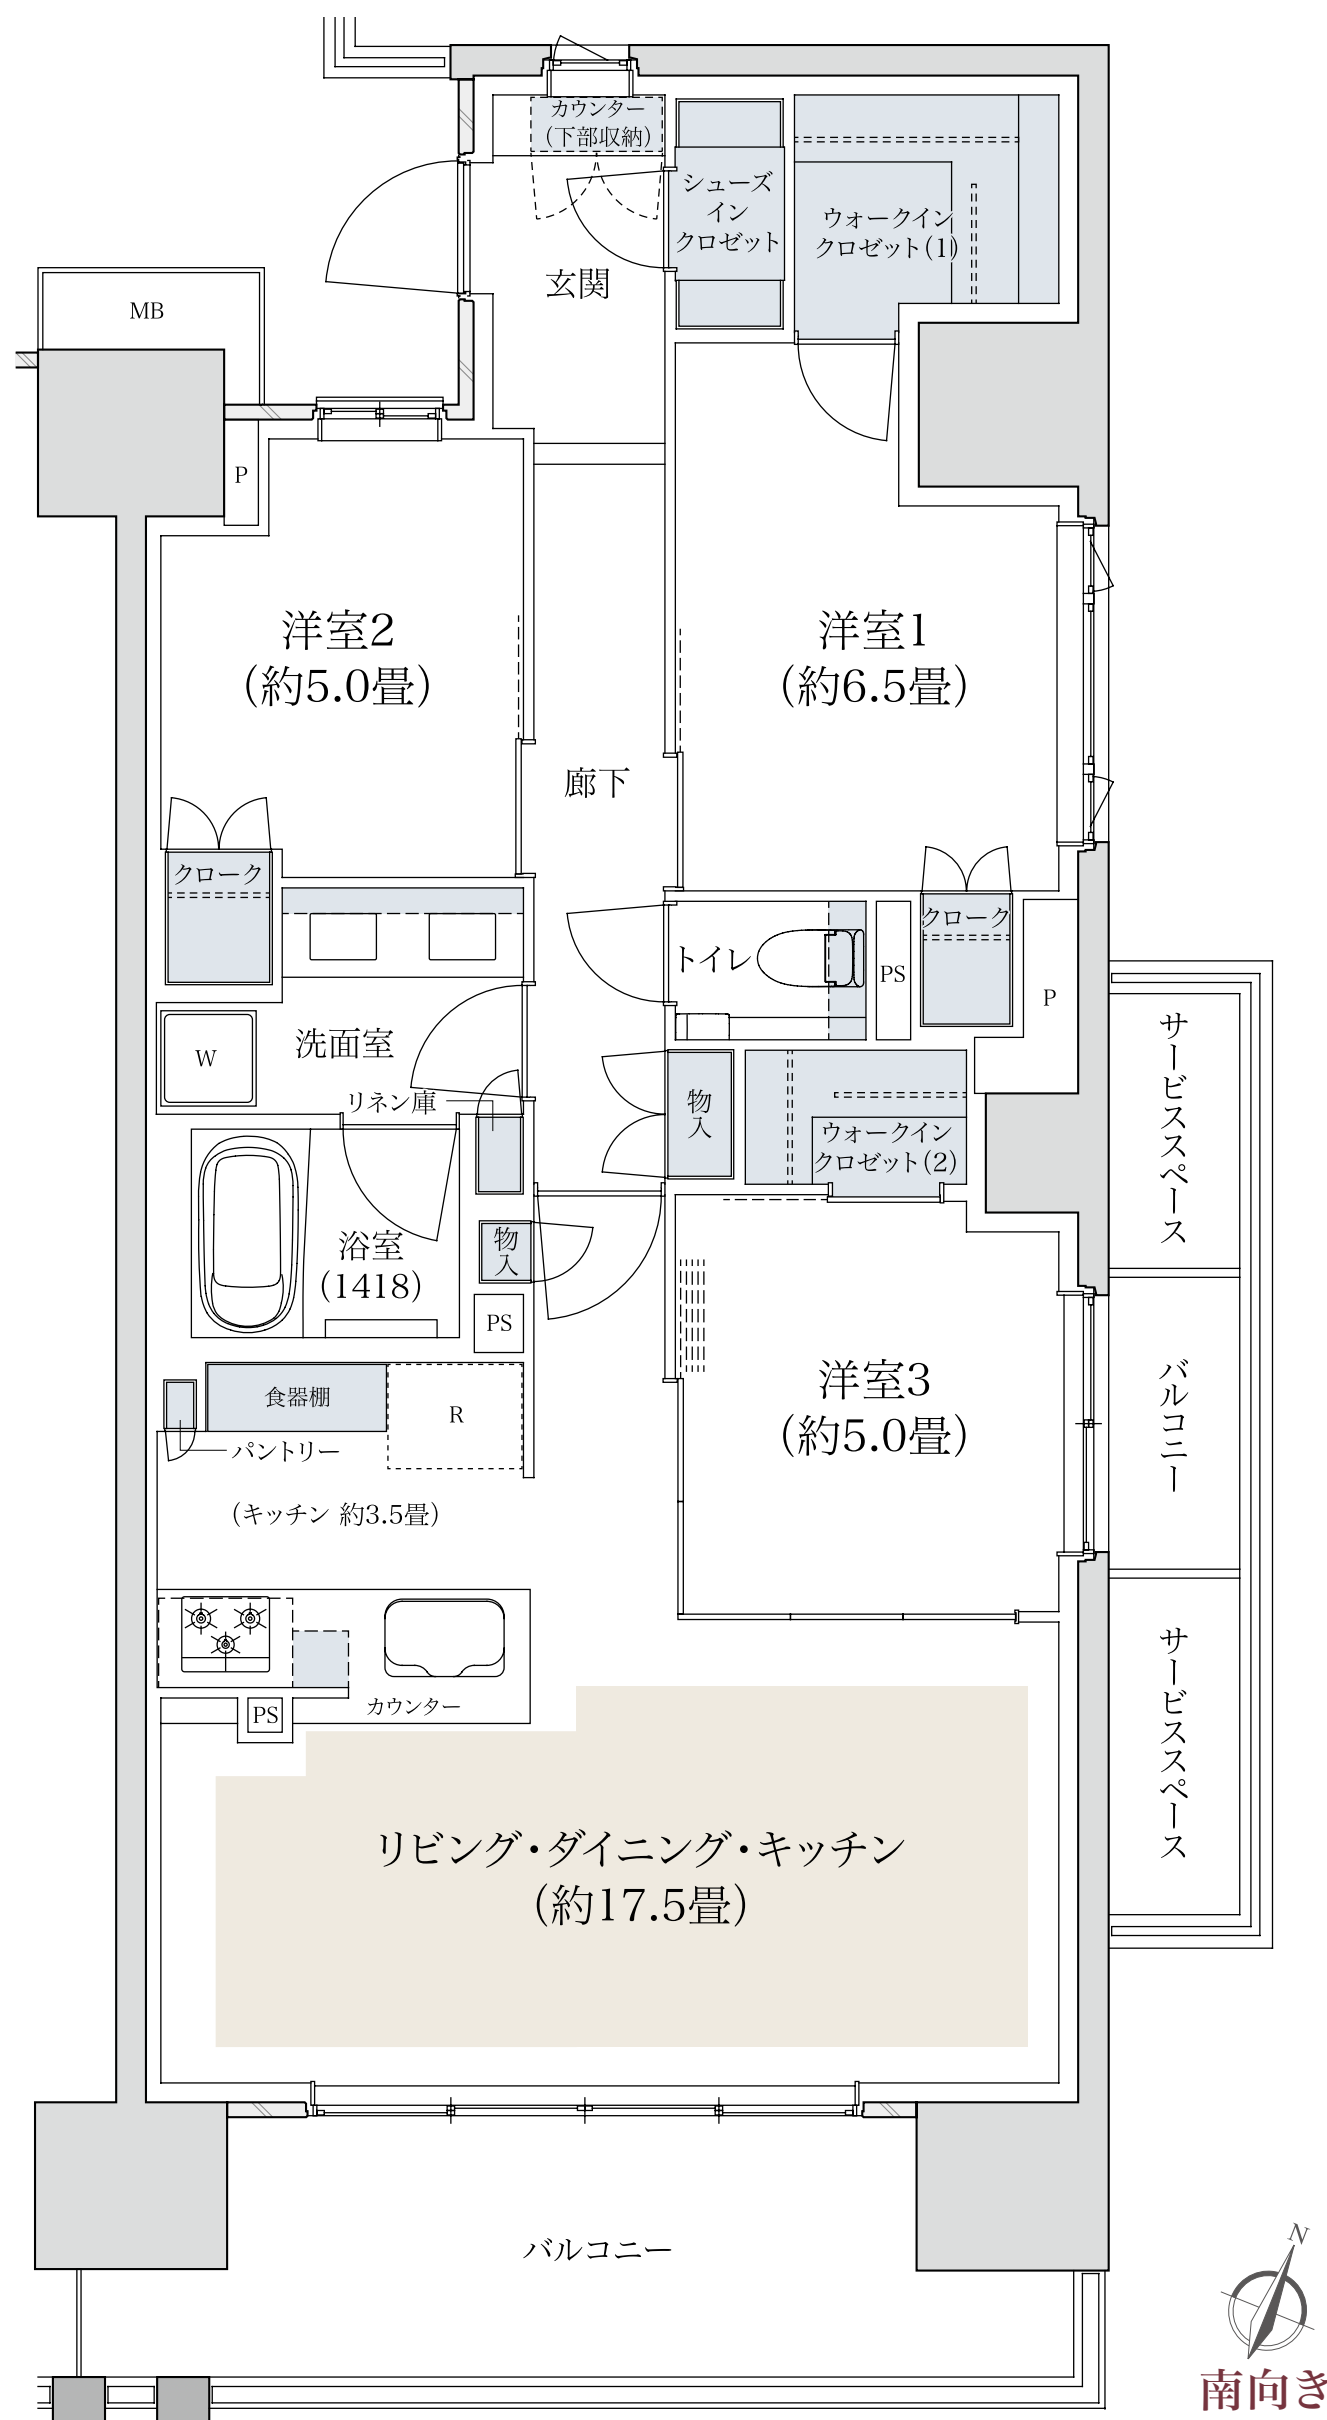 カウンター
（下部収納）
シューズ
イン
クロゼット
ウォークイン
クロゼット（1）
玄関
MB
P
洋室2
（約5.0畳）
洋室1
（約6.5畳）
廊下
クローク
クローク
トイレ
PS
P
洗面室
W
リネン庫
物入
ウォークイン
クロゼット（2）
サービススペース
浴室
（1418）
物入
PS
洋室3
（約5.0畳）
バルコニー
食器棚
R
パントリー
（キッチン 約3.5畳）
PS
カウンター
サービススペース
リビング・ダイニング・キッチン
（約17.5畳）
バルコニー
N
南向き